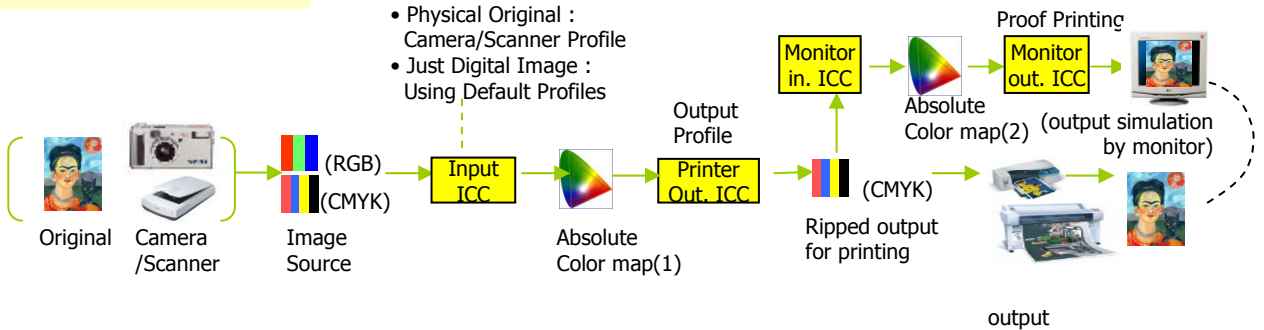 • Physical Original :
Camera/Scanner Profile
• Just Digital Image :
Using Default Profiles
Proof Printing
Monitor
in. ICC
Monitor
out. ICC
Output
Profile
Absolute
Color map(2)
(output simulation
by monitor)
(RGB)
(CMYK)
Input
ICC
Printer
Out. ICC
(CMYK)
Original
Camera
/Scanner
Image
Source
Absolute
Color map(1)
Ripped output
for printing
output